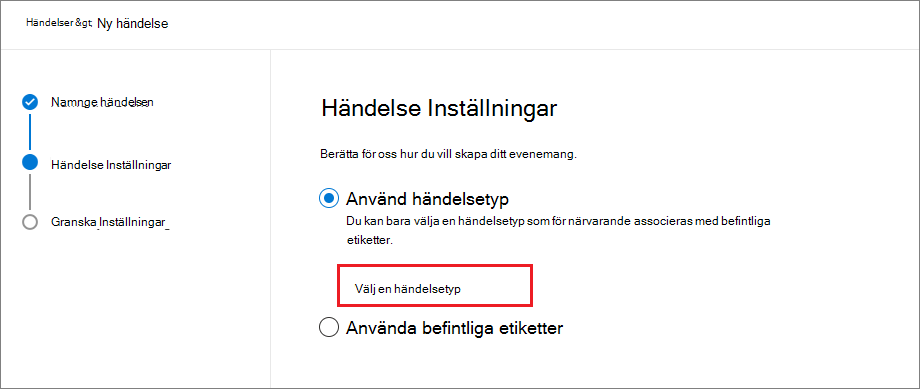 Händelser &gt; Ny händelse
Namnge händelsen
Händelse Inställningar
Granska Inställningar
Händelse Inställningar
Berätta för oss hur du vill skapa ditt evenemang.
Använd händelsetyp
Du kan bara välja en händelsetyp som för närvarande associeras med befintliga
etiketter.
Välj en händelsetyp
Använda befintliga etiketter